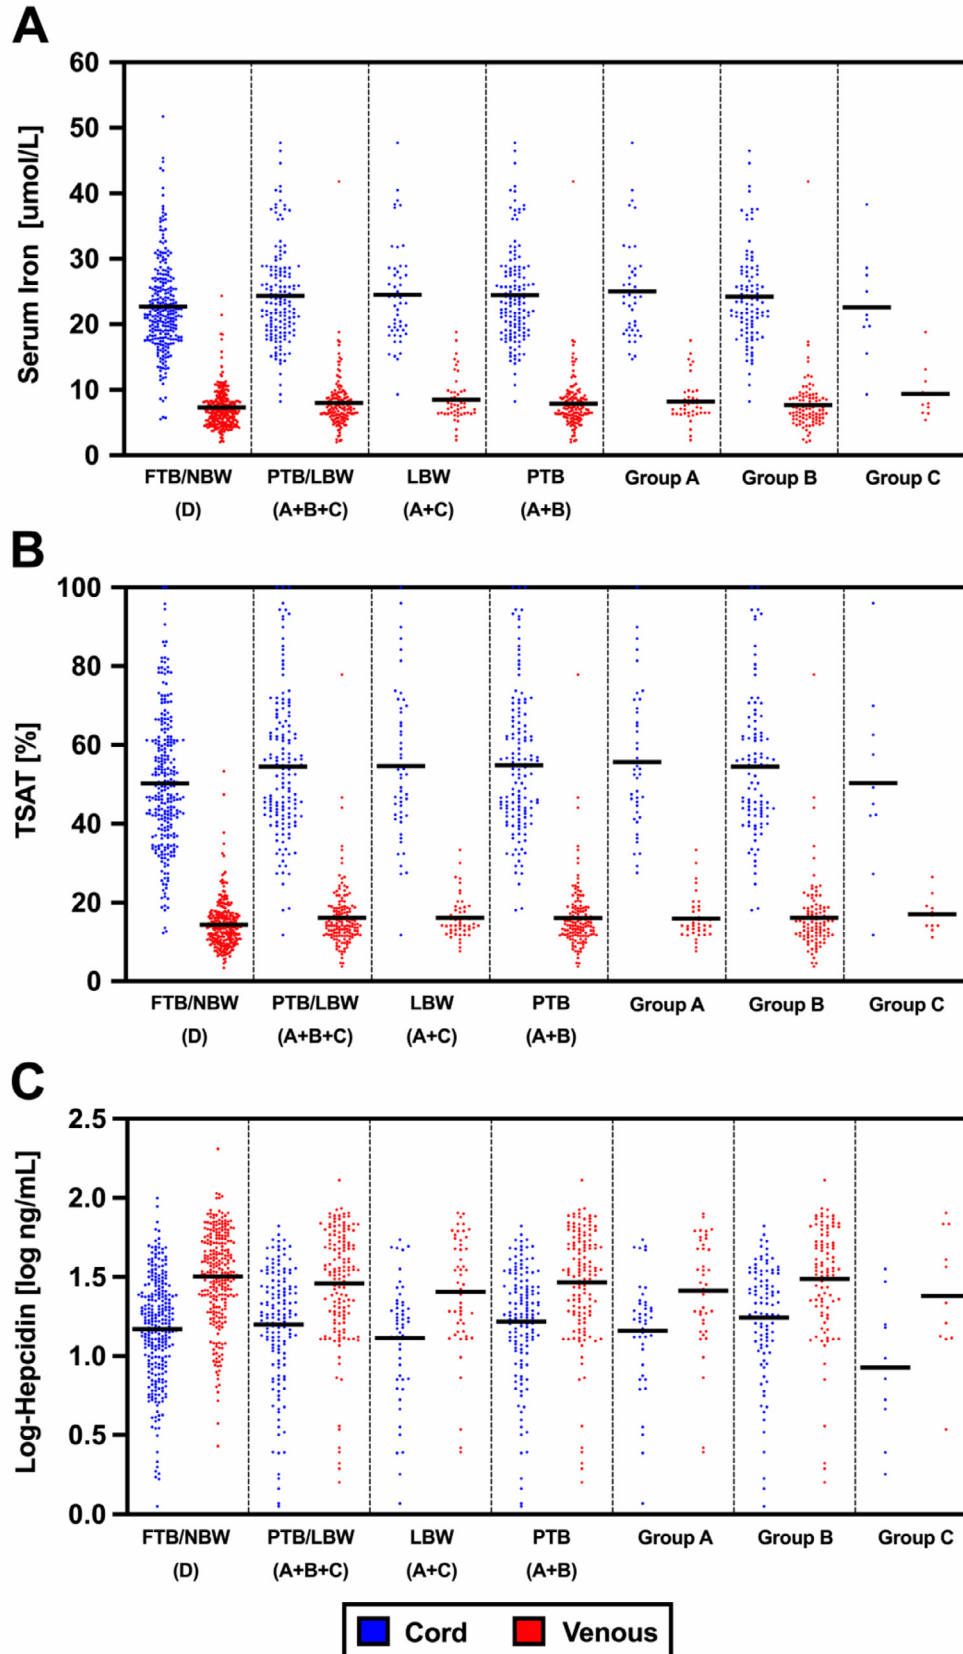 A
Serum Iron [umol/L]
60
50
40
30
20
10
0
FTB/NBW PTB/LBW LBW PTB Group A Group B Group C
(D) (A+B+C) (A+C) (A+B)
B
TSAT [%]
100
80
60
40
20
0
FTB/NBW PTB/LBW LBW PTB Group A Group B Group C
(D) (A+B+C) (A+C) (A+B)
C
Log-Hepcidin [log ng/mL]
2.5
2.0
1.5
1.0
0.5
0.0
FTB/NBW PTB/LBW LBW PTB Group A Group B Group C
(D) (A+B+C) (A+C) (A+B)
Cord Venous